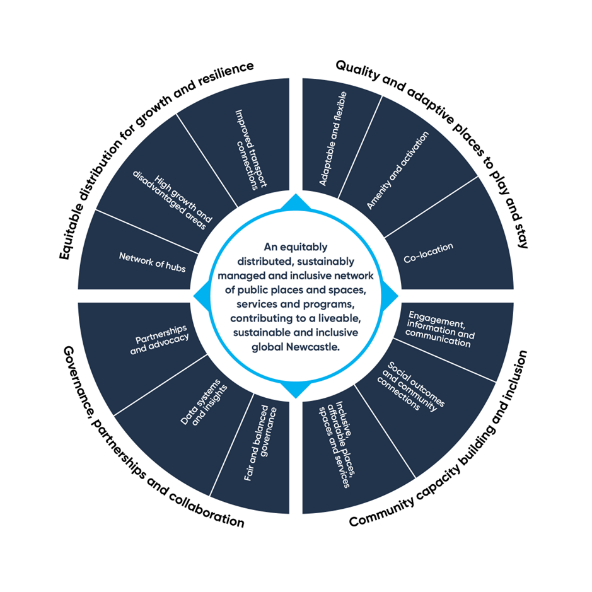 Equitable distribution for growth and resilience
Network of hubs
High growth and
disadvantaged areas
Improved transport
connections
Quality and adaptive places to play and stay
Adaptable and flexible
Amenity and activation
Co-location
An equitably
distributed, sustainably
managed and inclusive network
of public places and spaces,
services and programs,
contributing to a liveable,
sustainable and inclusive
global Newcastle.
Engagement,
information and
communication
Social outcomes
and community
connections
Inclusive,
affordable places,
spaces and services
Community capacity building and inclusion
Partnerships
and advocacy
Data systems
and insights
Fair and balanced
governance
Governance, partnerships and collaboration